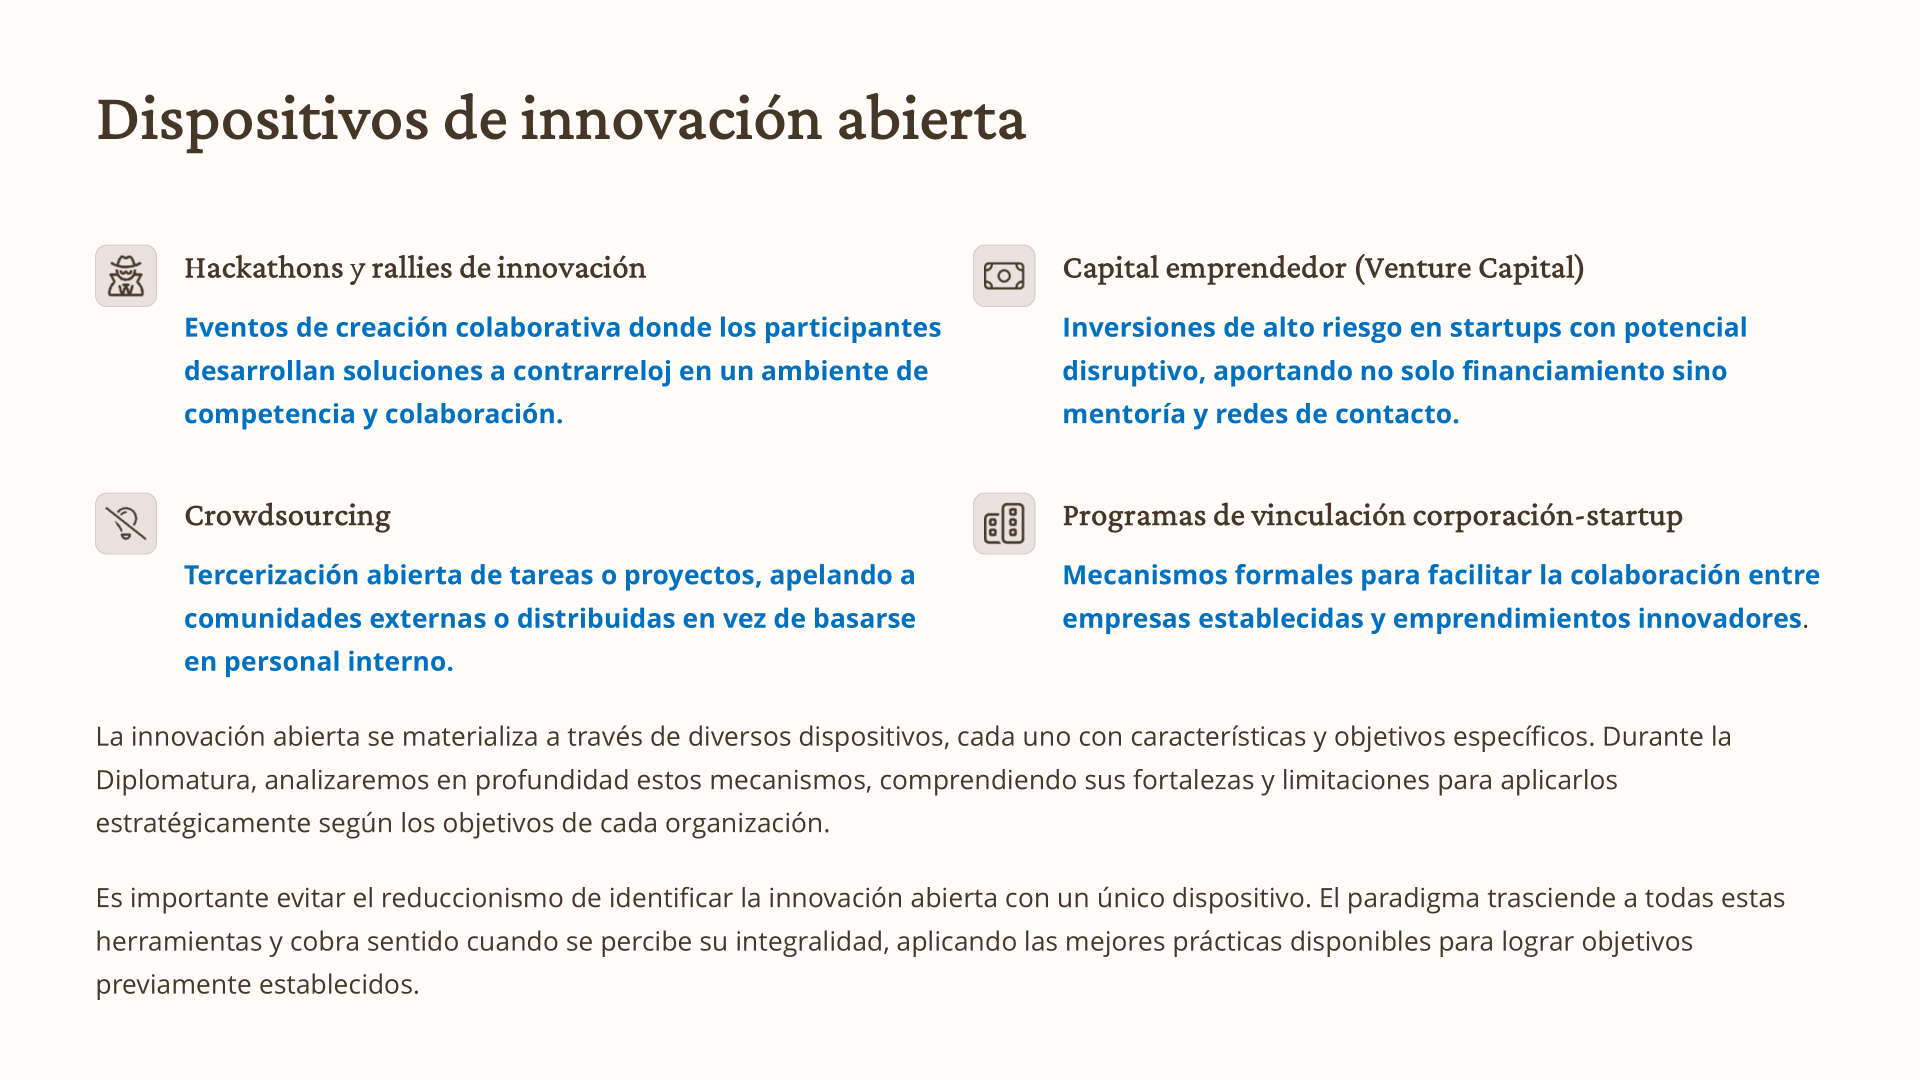 Dispositivos de innovación abierta
Hackathons y rallies de innovación
Eventos de creación colaborativa donde los participantes
desarrollan soluciones a contrarreloj en un ambiente de
competencia y colaboración.
Capital emprendedor (Venture Capital)
Inversiones de alto riesgo en startups con potencial
disruptivo, aportando no solo financiamiento sino
mentoría y redes de contacto.
Crowdsourcing
Tercerización abierta de tareas o proyectos, apelando a
comunidades externas o distribuidas en vez de basarse
en personal interno.
Programas de vinculación corporación-startup
Mecanismos formales para facilitar la colaboración entre
empresas establecidas y emprendimientos innovadores.
La innovación abierta se materializa a través de diversos dispositivos, cada uno con características y objetivos específicos. Durante la
Diplomatura, analizaremos en profundidad estos mecanismos, comprendiendo sus fortalezas y limitaciones para aplicarlos
estratégicamente según los objetivos de cada organización.
Es importante evitar el reduccionismo de identificar la innovación abierta con un único dispositivo. El paradigma trasciende a todas estas
herramientas y cobra sentido cuando se percibe su integralidad, aplicando las mejores prácticas disponibles para lograr objetivos
previamente establecidos.